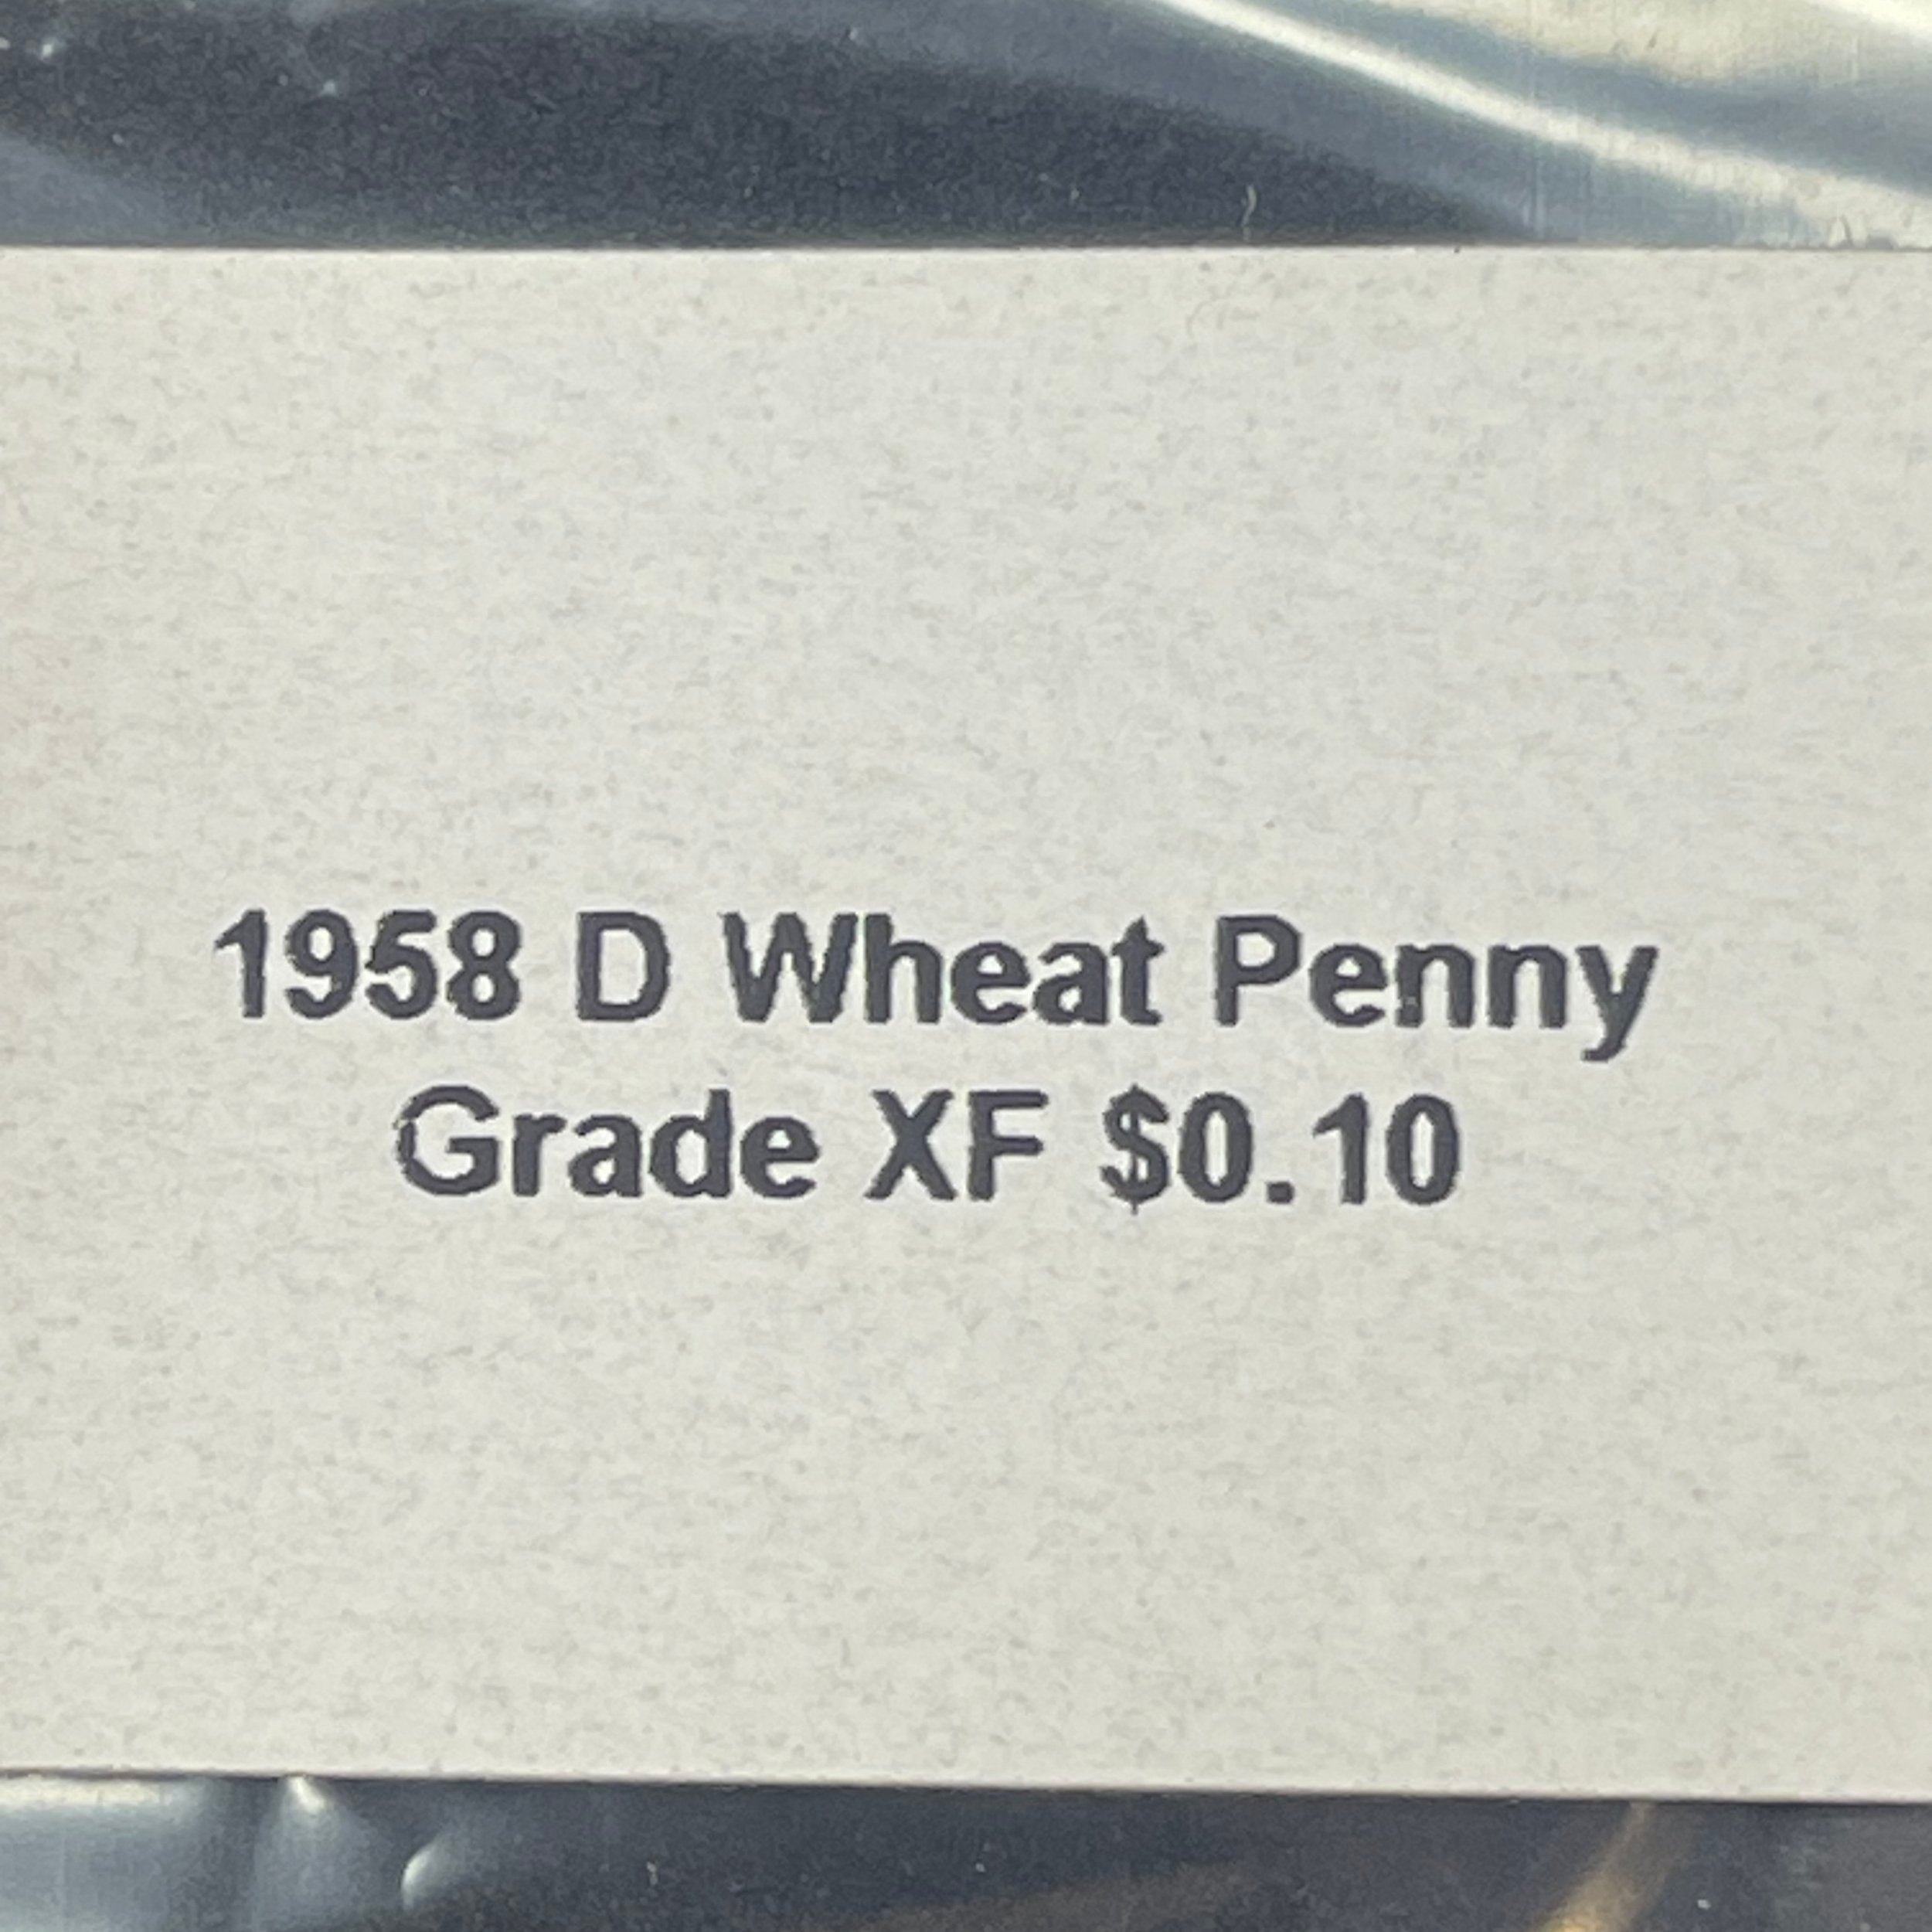 1958 D Wheat Penny
Grade XF $0.10